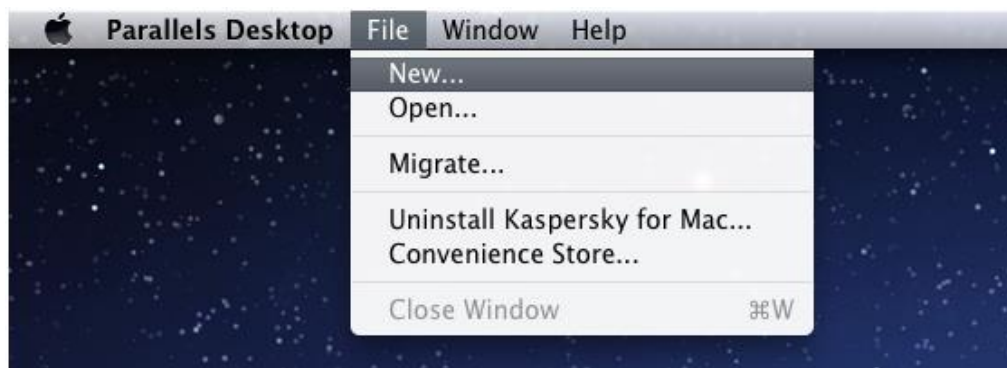 Parallels Desktop File Window Help
New...
Open...
Migrate...
Uninstall Kaspersky for Mac...
Convenience Store...
Close Window ⌘W